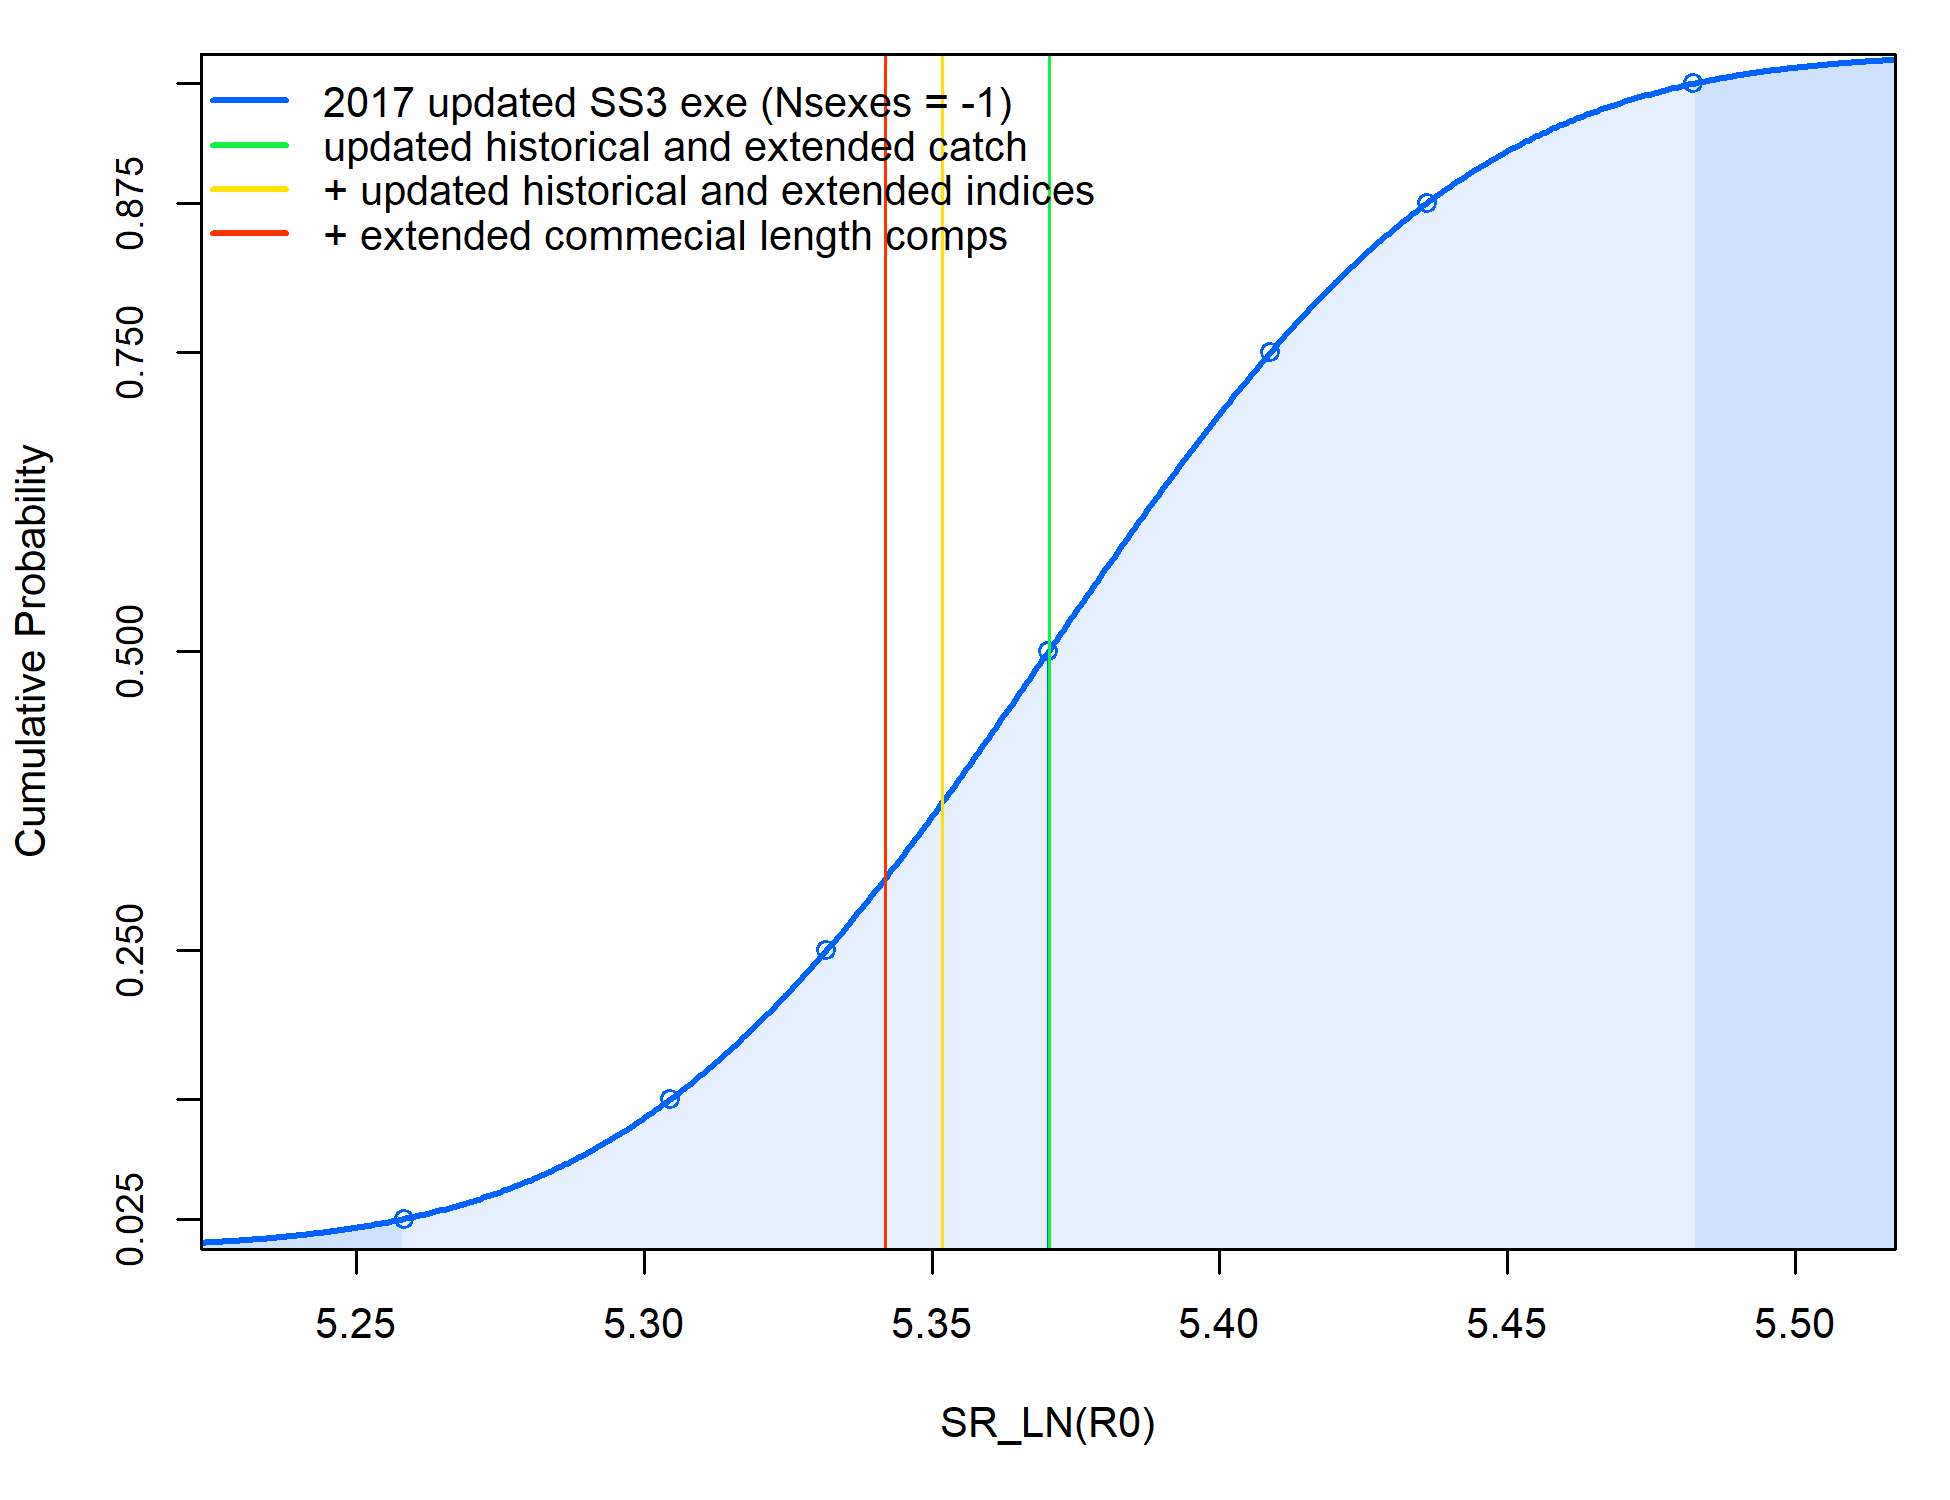 2017 updated SS3 exe (Nsexes = -1)
updated historical and extended catch
+ updated historical and extended indices
+ extended commecial length comps
Cumulative Probability
0.875
0.750
0.500
0.250
0.025
5.25 5.30 5.35 5.40 5.45 5.50
SR_LN(R0)